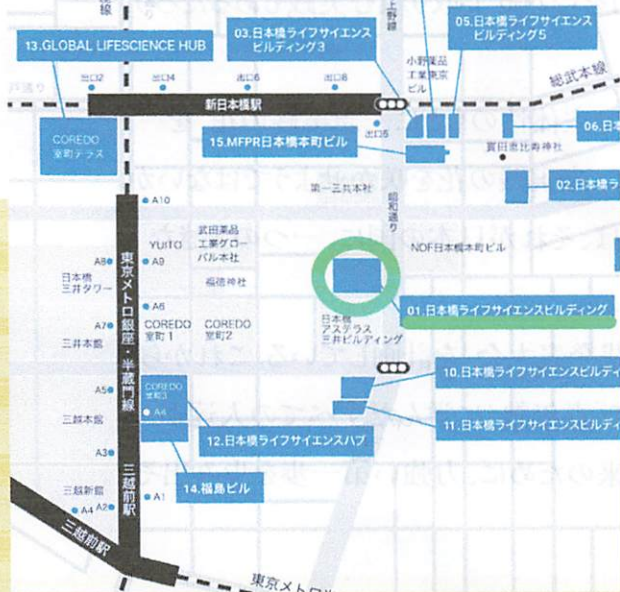 上野線
05.日本橋ライフサイエンス
ビルディング5
03.日本橋ライフサイエンス
ビルディング3
13.GLOBAL LIFESCIENCE HUB
小野薬品
工業東京
ビル
総武本線
出口2
出口4
出口6
出口8
新日本橋駅
出口5
COREDO
室町テラス
15.MFPR日本橋本町ビル
06.日本
寳田恵比寿神社
第一三共本社
02.日本橋ラ
昭和通り
A10
YUITO
武田薬品
工業グロー
バル本社
NDF日本橋本町ビル
A8
A9
日本橋
三井タワー
福徳神社
東京メトロ銀座・半蔵門線
01.日本橋ライフサイエンスビルディング
A6
A7
COREDO
室町1
COREDO
室町2
日本橋
アステラス
三井ビルディング
三井本館
10.日本橋ライフサイエンスビルディ
A5
COREDO
室町3
A4
三越本館
11.日本橋ライフサイエンスビルディ
12.日本橋ライフサイエンスハブ
A3
三越前駅
14.福島ビル
三越新館
A4
A2
A1
三越前駅
東京メトロ